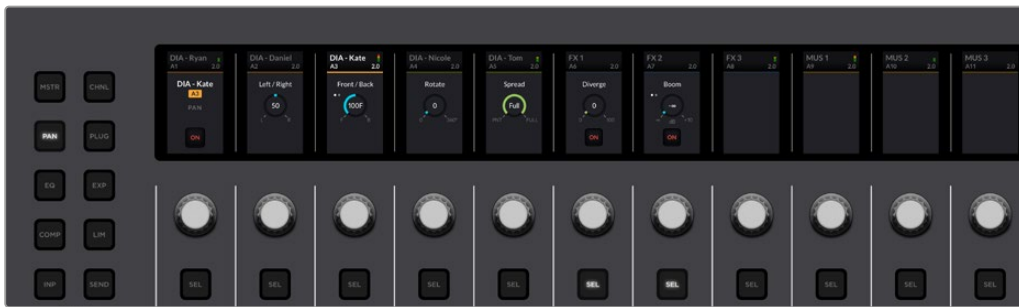 DIA - Ryan
A1 2.0
DIA - Daniel
A2 2.0
DIA - Kate
A3 2.0
DIA - Nicole
A4 2.0
DIA - Tom
A5 2.0
FX 1
A6 2.0
FX 2
A7 2.0
FX 3
A8 2.0
MUS 1
A9 2.0
MUS 2
A10 2.0
MUS 3
A11 2.0
DIA - Kate
A3
PAN
ON
Left / Right
50
L R
Front / Back
100F
F B
Rotate
0
Spread
Full
FULL
Diverge
0
ON
Boom
-∞
ON
MSTR CHNL
PAN PLUG
EQ EXP
COMP LIM
INP SEND
SEL SEL SEL SEL SEL SEL SEL SEL SEL SEL SEL